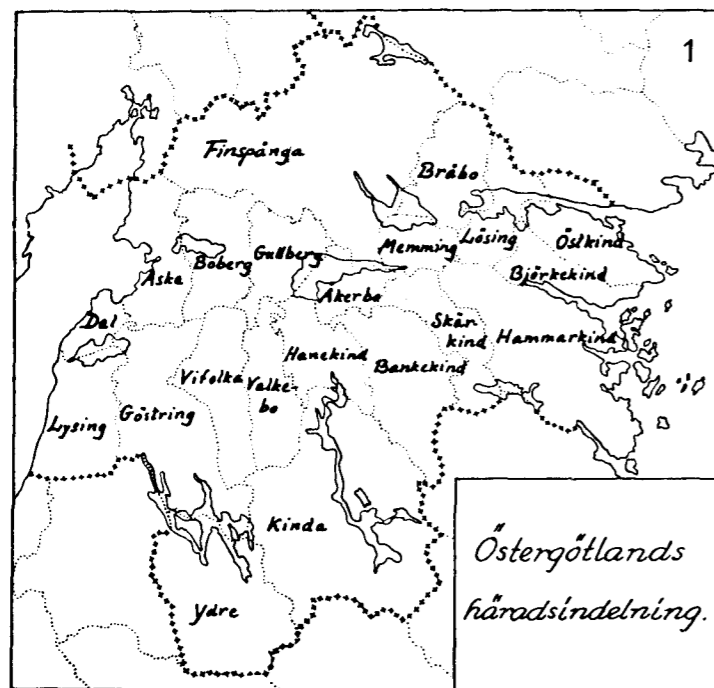 1
Finspånga
Bråbo
Memming
Lösing
Östkind
Gullberg
Boberg
Aska
Åkerbo
Björkekind
Dal
Skär-
kind
Hammarkind
Hanekind
Bankekind
Vifolka
Valke-
bo
Lysing
Göstring
Kinda
Ydre
Östergötlands
häradsindelning.